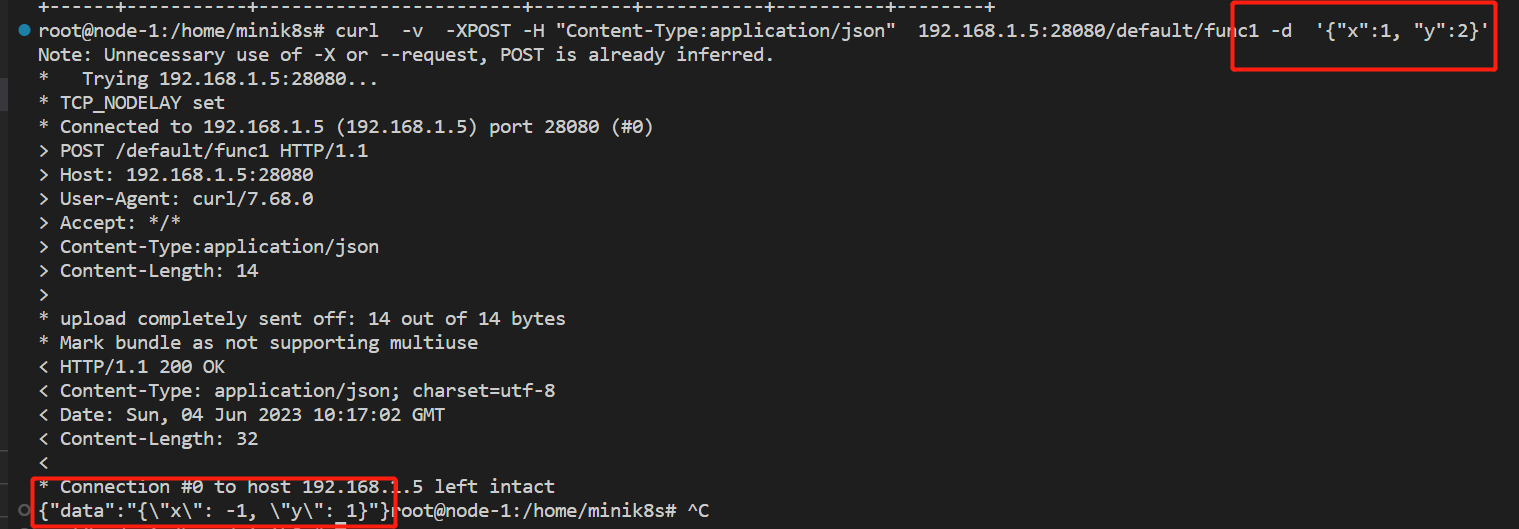 +------+-----------+-----------------------+--------+-----------+----------+--------+
root@node-1:/home/minik8s# curl  -v  -XPOST -H "Content-Type:application/json"  192.168.1.5:28080/default/func1 -d  '{"x":1, "y":2}'
Note: Unnecessary use of -X or --request, POST is already inferred.
*   Trying 192.168.1.5:28080...
* TCP_NODELAY set
* Connected to 192.168.1.5 (192.168.1.5) port 28080 (#0)
> POST /default/func1 HTTP/1.1
> Host: 192.168.1.5:28080
> User-Agent: curl/7.68.0
> Accept: */*
> Content-Type:application/json
> Content-Length: 14
>
* upload completely sent off: 14 out of 14 bytes
* Mark bundle as not supporting multiuse
< HTTP/1.1 200 OK
< Content-Type: application/json; charset=utf-8
< Date: Sun, 04 Jun 2023 10:17:02 GMT
< Content-Length: 32
<
* Connection #0 to host 192.168.1.5 left intact
{"data":"{\"x\": -1, \"y\": 1}"}root@node-1:/home/minik8s# ^C